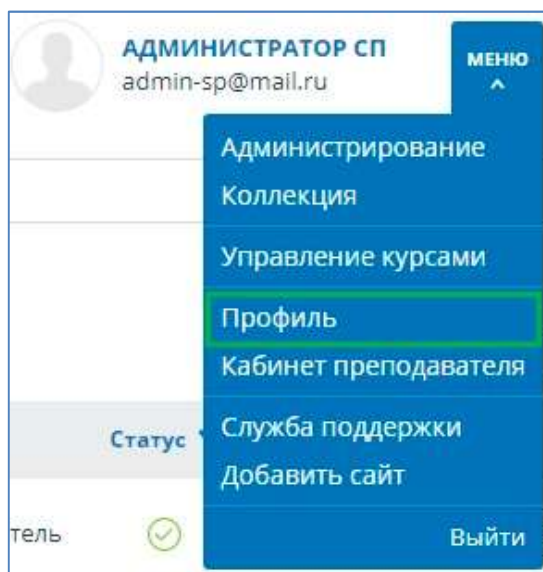 АДМИНИСТРАТОР СП
admin-sp@mail.ru
МЕНЮ
Администрирование
Коллекция
Управление курсами
Профиль
Кабинет преподавателя
Служба поддержки
Статус
Добавить сайт
тель
Выйти